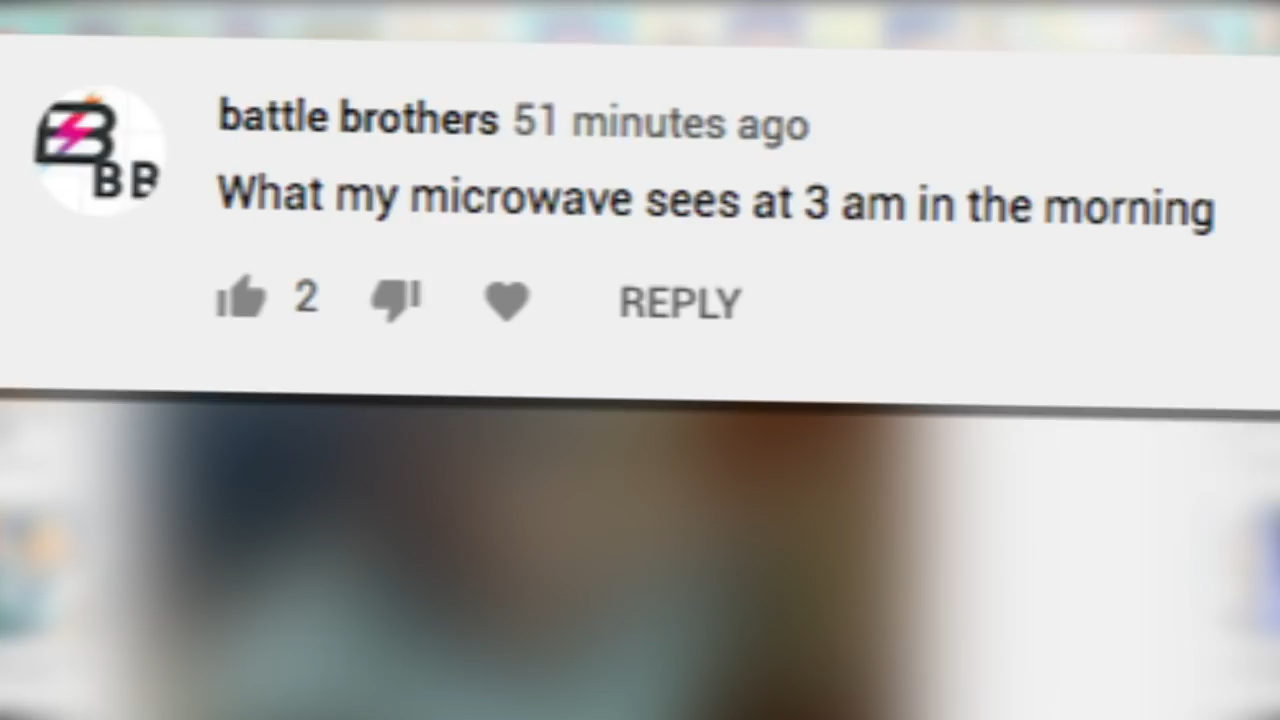 B
B B
battle brothers 51 minutes ago
What my microwave sees at 3 am in the morning
2 REPLY